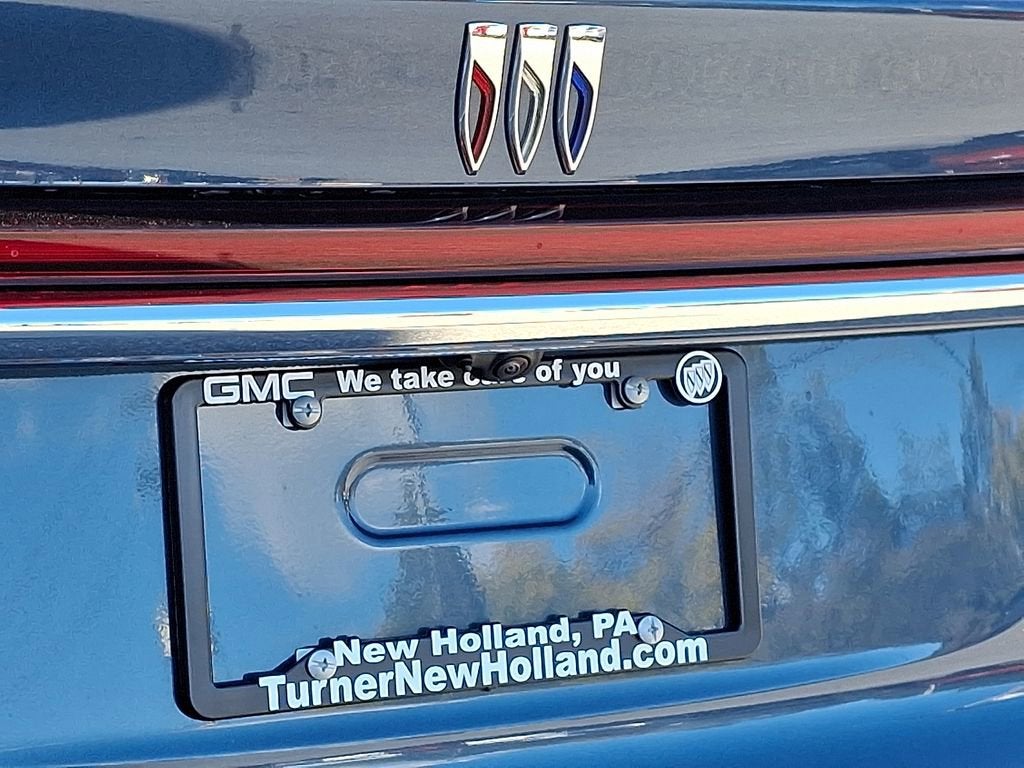 GMC We take care of you
New Holland, PA
TurnerNewHolland.com